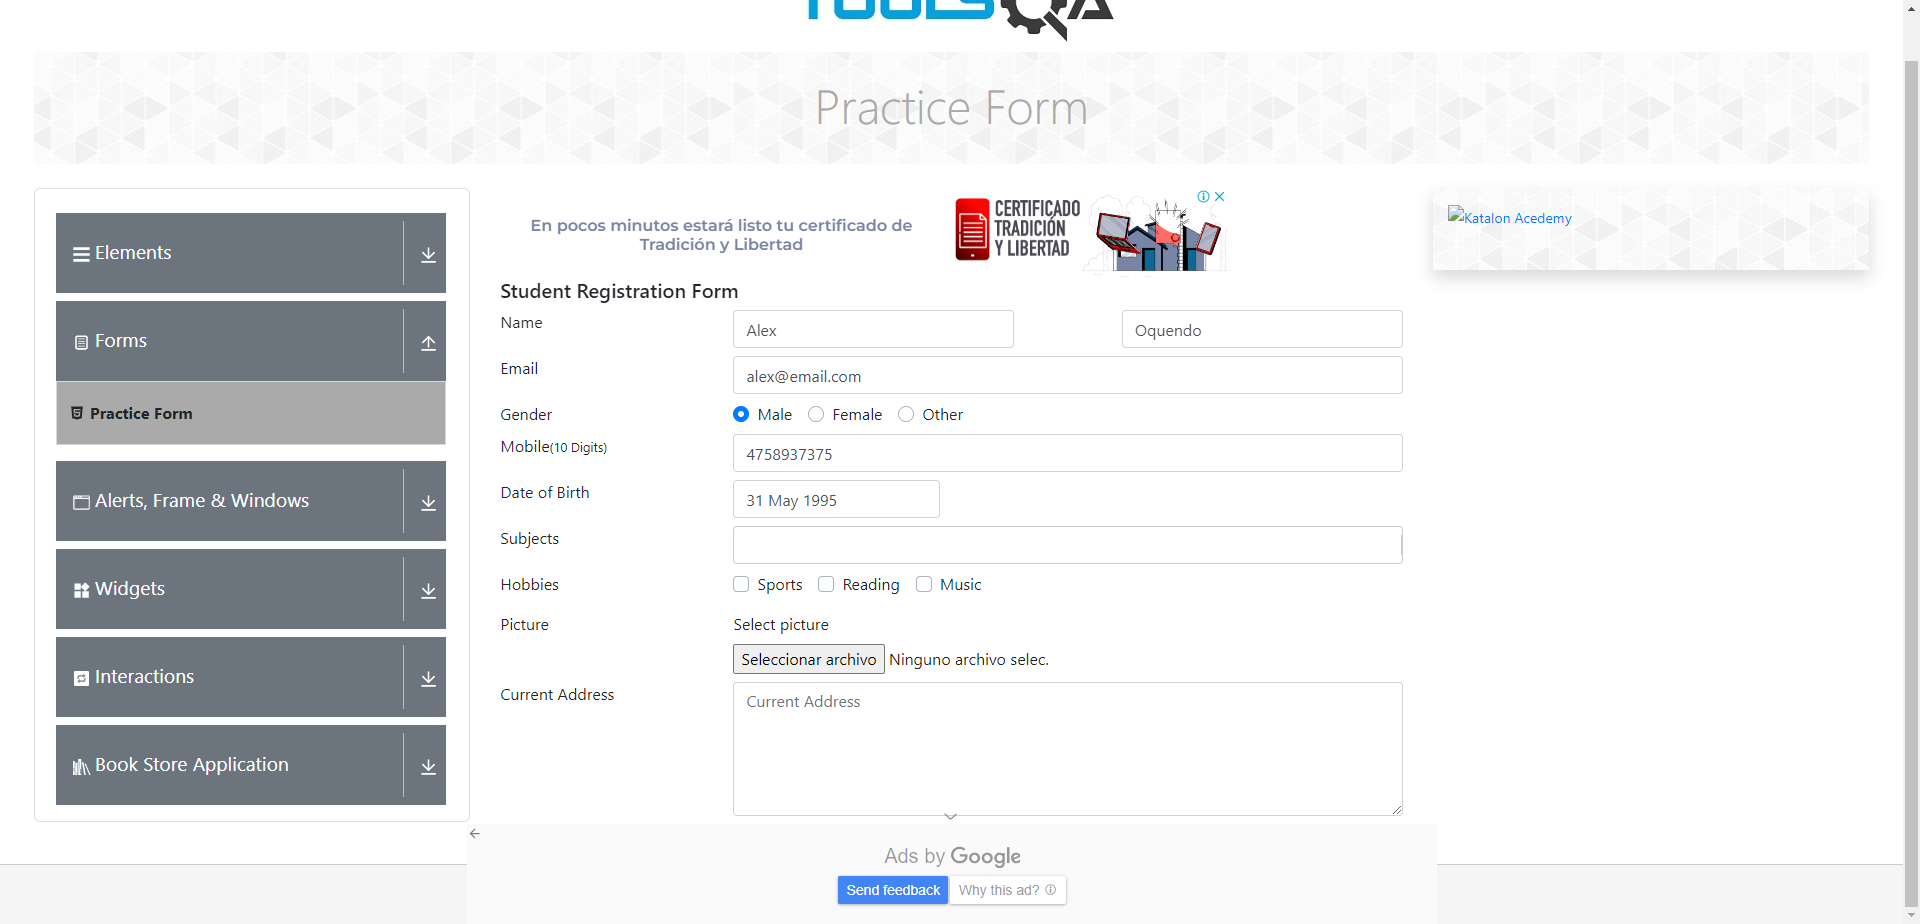 TOOLSQA
Practice Form
Elements
Forms
Practice Form
Alerts, Frame & Windows
Widgets
Interactions
Book Store Application
En pocos minutos estará listo tu certificado de
Tradición y Libertad
CERTIFICADO
TRADICIÓN
Y LIBERTAD
Student Registration Form
Name
Alex
Oquendo
Email
alex@email.com
Gender
Male
Female
Other
Mobile(10 Digits)
4758937375
Date of Birth
31 May 1995
Subjects
Hobbies
Sports
Reading
Music
Picture
Select picture
Seleccionar archivo
Ninguno archivo selec.
Current Address
Current Address
Ads by Google
Send feedback
Why this ad?
Katalon Acedemy